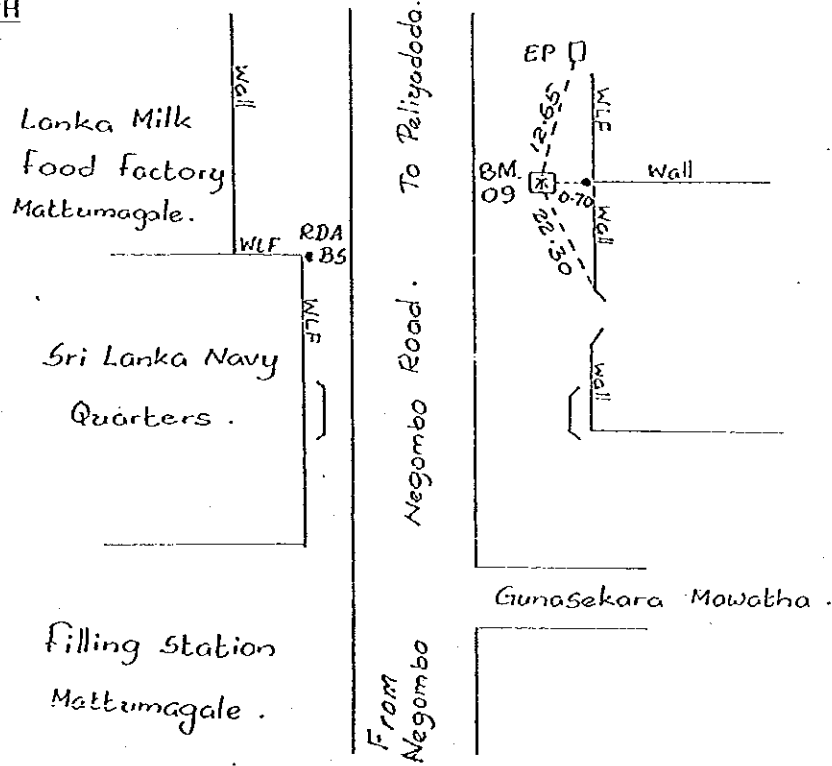 H
Wall
Lanka Milk
Food Factory
Mattumagale.
WLF
RDA
BS
WLF
Sri Lanka Navy
Quarters.
Filling Station
Mattumagale.
To Peliyadoda.
Negombo Road.
From
Negombo
EP
12.65
WLF
BM.
09
0.70
Wall
22.30
Wall
Wall
Gunasekara Mawatha.